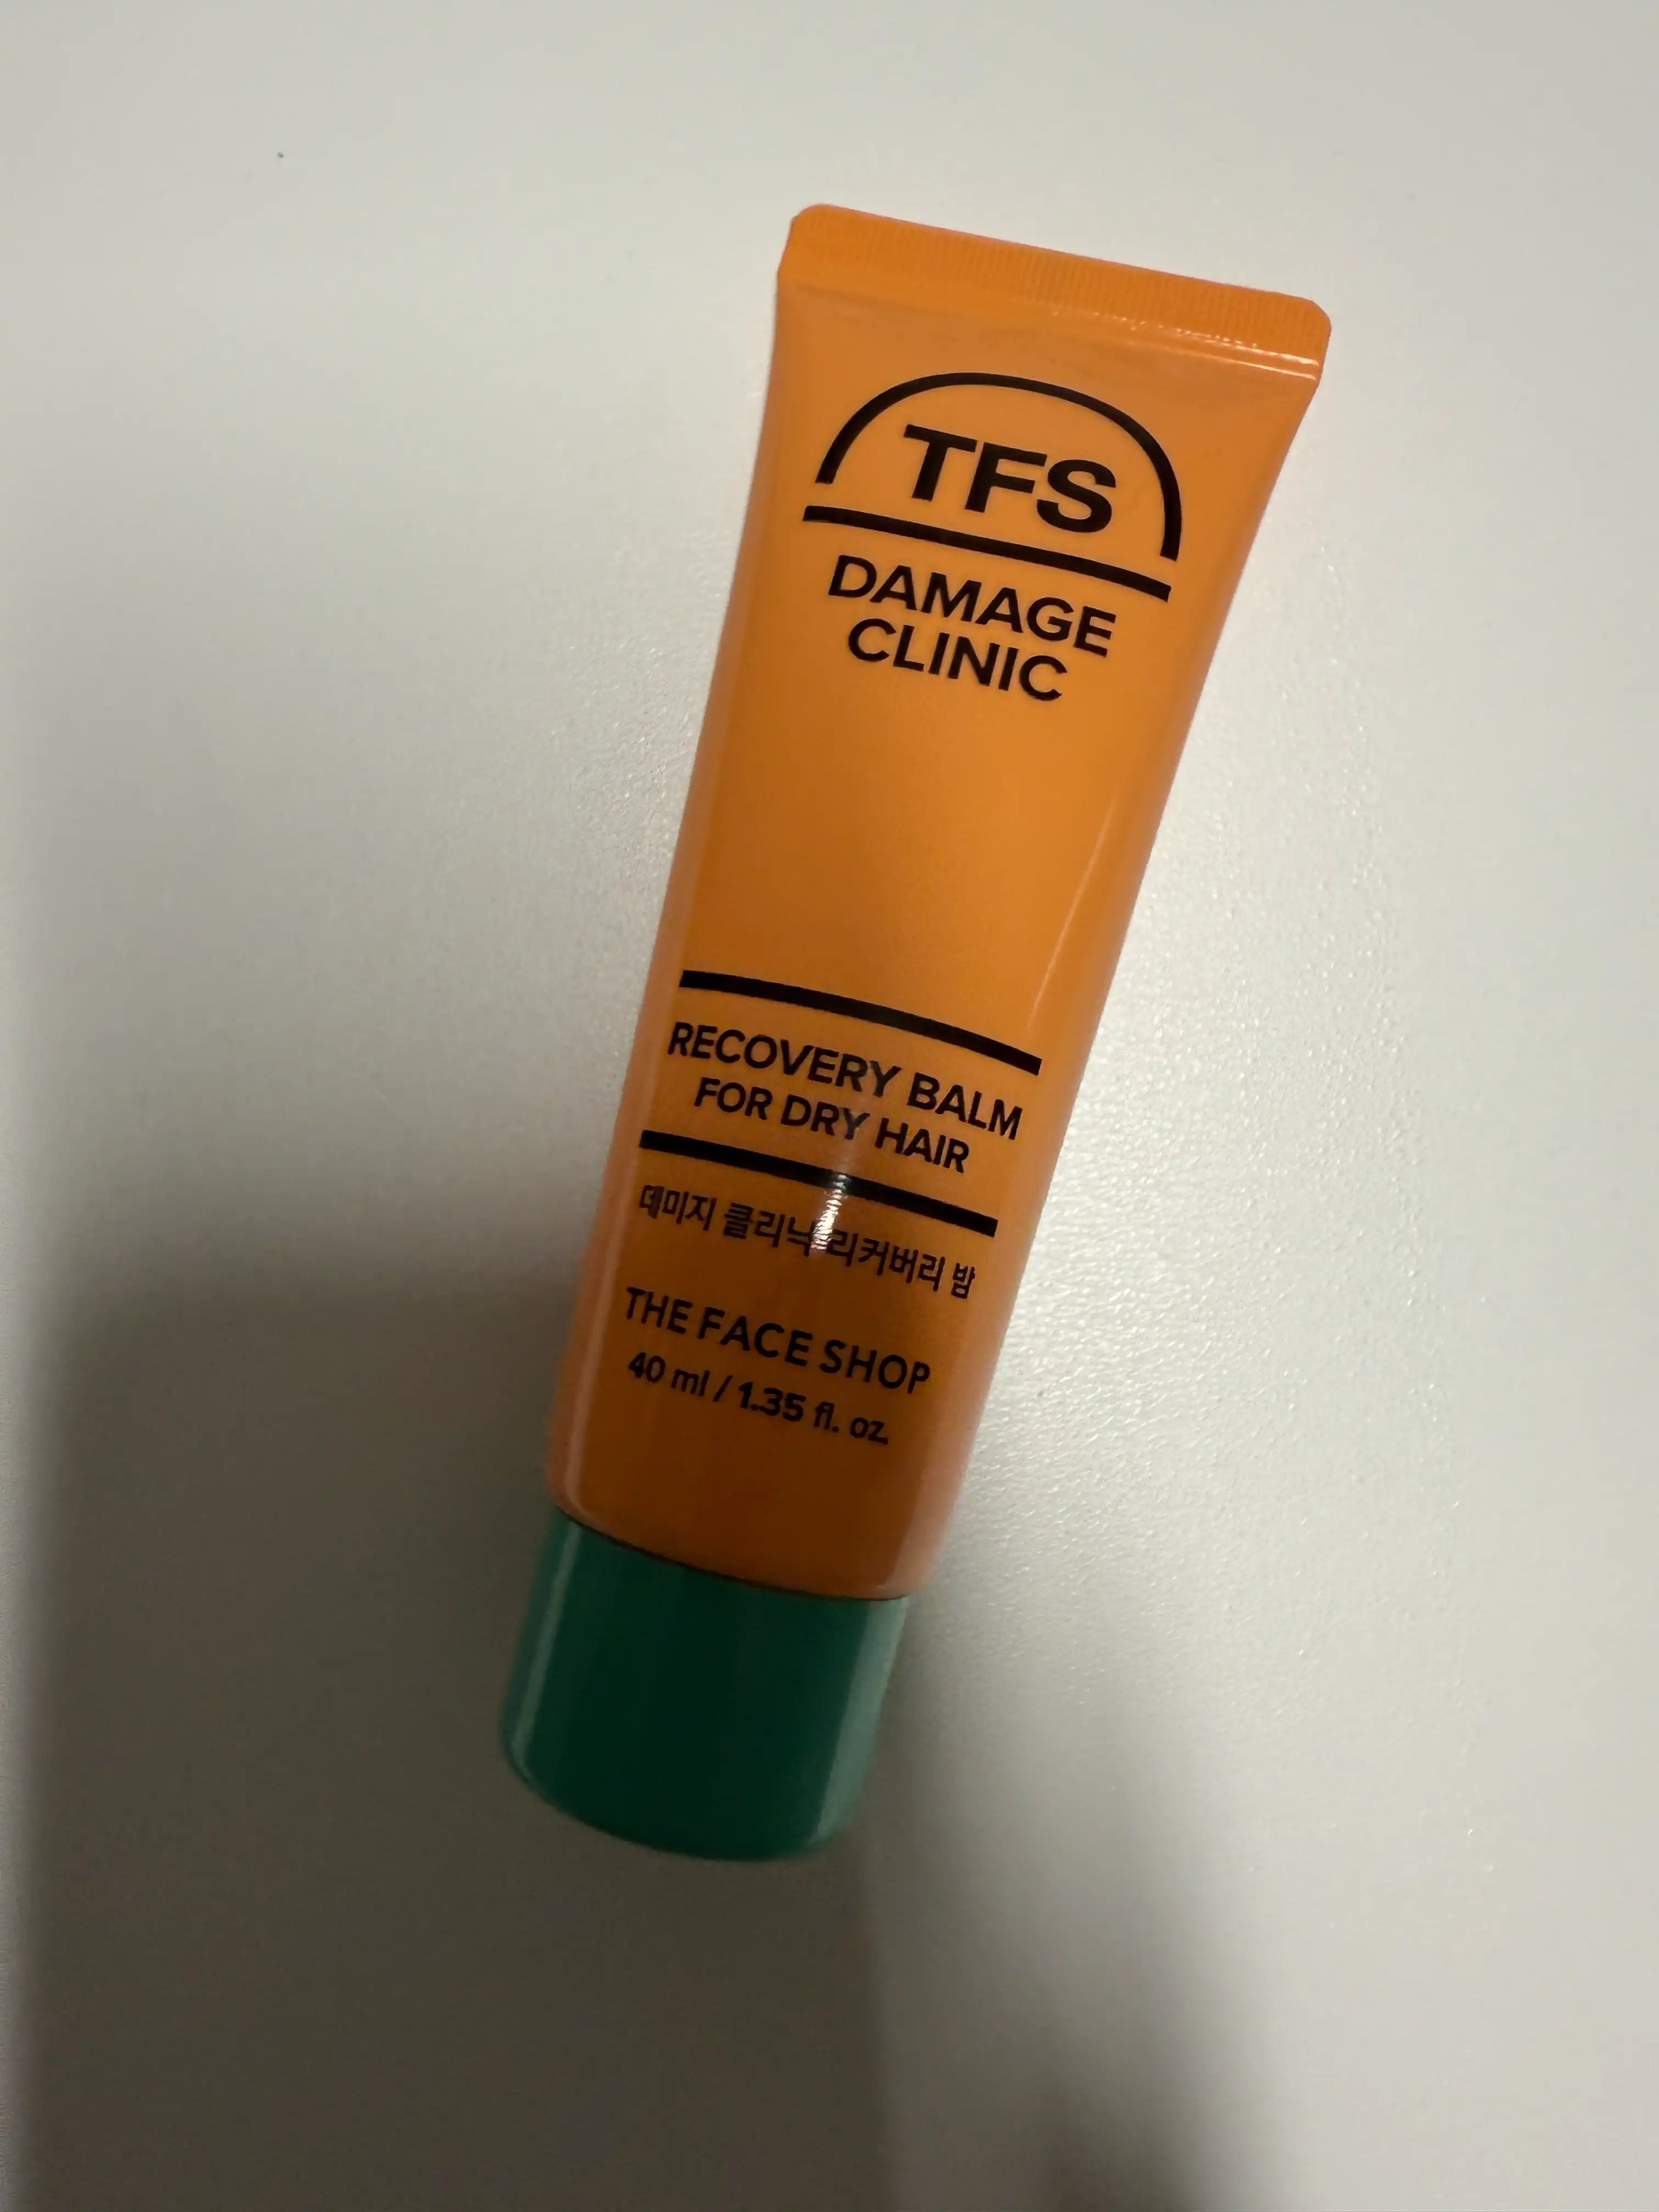 TFS
DAMAGE
CLINIC
RECOVERY BALM
FOR DRY HAIR
데미지 클리닉 리커버리 밤
THE FACE SHOP
40 ml / 1.35 fl. oz.